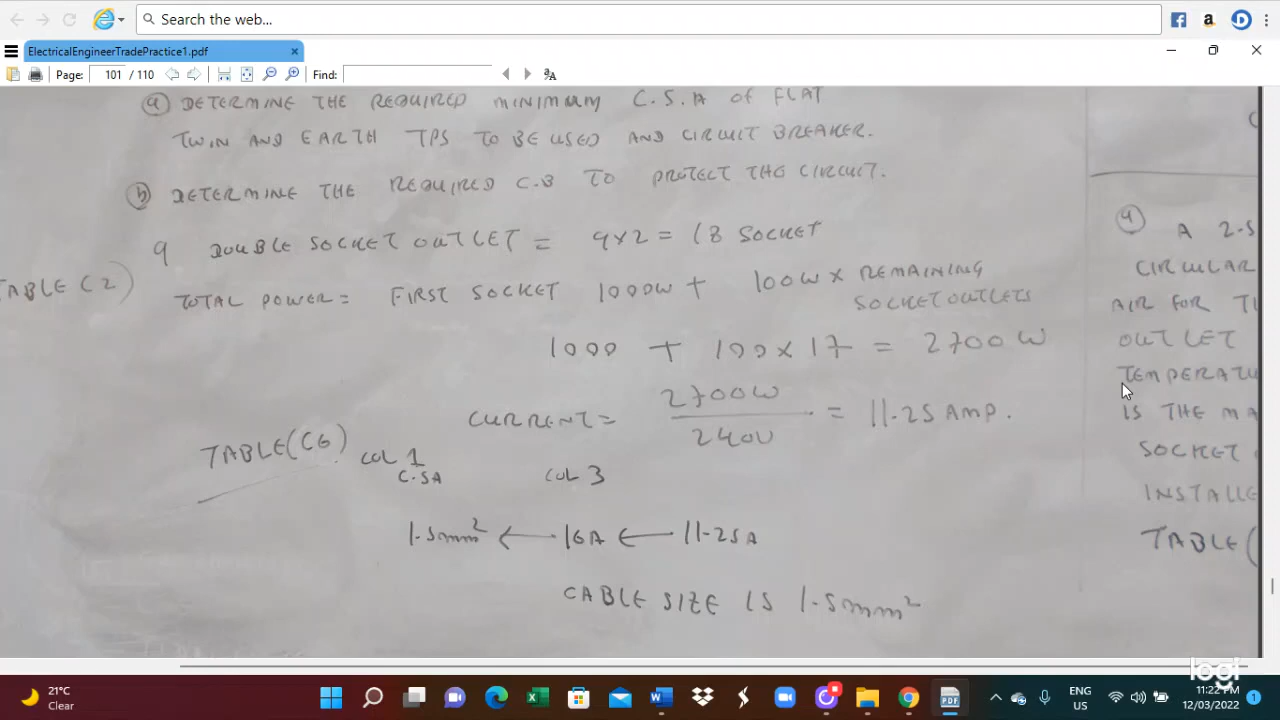 Search the web...
ElectricalEngineerTradePractice1.pdf
Page: 101 / 110
Find:
(a) DETERMINE THE REQUIRED MINIMUM C.S.A OF FLAT
TWIN AND EARTH TPS TO BE USED AND CIRCUIT BREAKER.
(b) DETERMINE THE REQUIRED C.B TO PROTECT THE CIRCUIT.
9 DOUBLE SOCKET OUTLET = 9x2 = 18 SOCKET
TABLE C2)
TOTAL POWER = FIRST SOCKET 1000W + 100W x REMAINING
SOCKET OUTLETS
1000 + 100x17 = 2700 W
CURRENT = 2700W
240V
= 11.25 AMP.
TABLE (C6) COL 1
C.SA
COL 3
1.5mm² ← 16A ← 11.25A
CABLE SIZE IS 1.5mm²
(4) A 2.5
CIRCULAR
AIR FOR
OUTLET
TEMPERATU
IS THE MA
SOCKET
INSTALLE
TABLE (
21°C
Clear
ENG
US
11:22 PM
12/03/2022